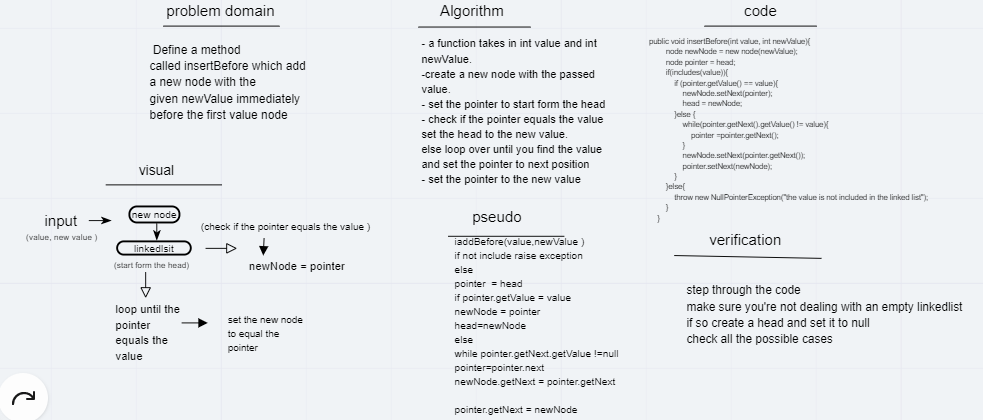 problem domain
Define a method
called insertBefore which add
a new node with the
given newValue immediately
before the first value node
visual
input
(value, new value )
new node
linkedlsit
(start form the head)
(check if the pointer equals the value )
newNode = pointer
loop until the
pointer
equals the
value
set the new node
to equal the
pointer
Algorithm
- a function takes in int value and int
newValue.
-create a new node with the passed
value.
- set the pointer to start form the head
- check if the pointer equals the value
set the head to the new value.
else loop over until you find the value
and set the pointer to next position
- set the pointer to the new value
pseudo
iaddBefore(value,newValue )
if not include raise exception
else
pointer = head
if pointer.getValue = value
newNode = pointer
head=newNode
else
while pointer.getNext.getValue !=null
pointer=pointer.next
newNode.getNext = pointer.getNext
pointer.getNext = newNode
code
public void insertBefore(int value, int newValue){
node newNode = new node(newValue);
node pointer = head;
if(includes(value)){
if (pointer.getValue() == value){
newNode.setNext(pointer);
head = newNode;
}else {
while(pointer.getNext().getValue() != value){
pointer =pointer.getNext();
}
newNode.setNext(pointer.getNext());
pointer.setNext(newNode);
}
}else{
throw new NullPointerException("the value is not included in the linked list");
}
}
verification
step through the code
make sure you're not dealing with an empty linkedlist
if so create a head and set it to null
check all the possible cases